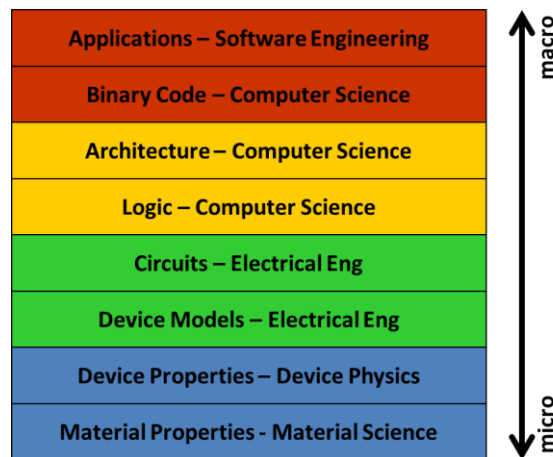 Applications – Software Engineering
Binary Code – Computer Science
Architecture – Computer Science
Logic – Computer Science
Circuits – Electrical Eng
Device Models – Electrical Eng
Device Properties – Device Physics
Material Properties - Material Science
macro
micro